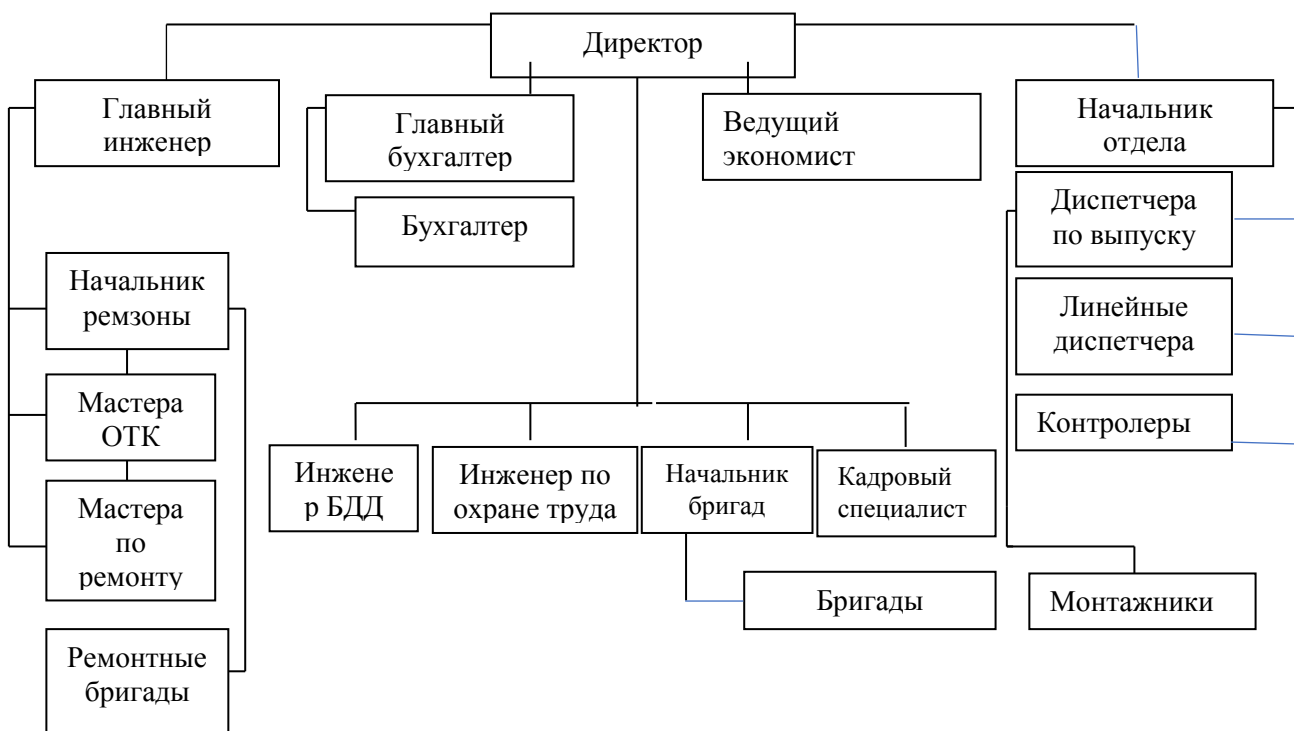 Директор
Главный
инженер
Главный
бухгалтер
Ведущий
экономист
Начальник
отдела
Бухгалтер
Диспетчера
по выпуску
Начальник
ремзоны
Линейные
диспетчера
Мастера
ОТК
Контролеры
Инжене
р БДД
Инженер по
охране труда
Начальник
бригад
Кадровый
специалист
Мастера
по
ремонту
Бригады
Монтажники
Ремонтные
бригады